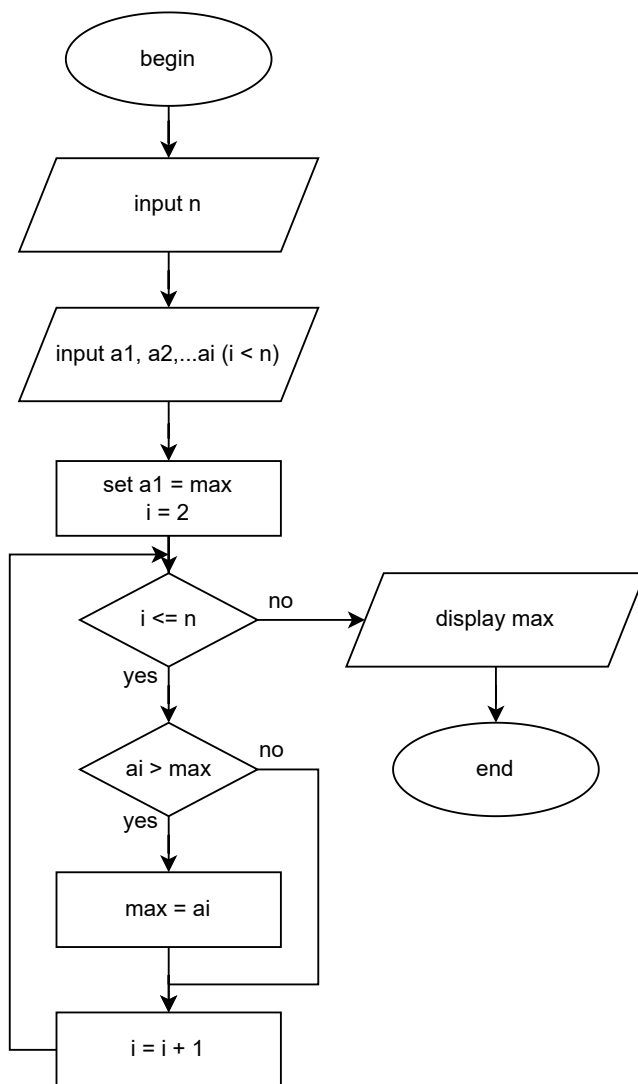 begin
input n
input a1, a2,...ai (i < n)
set a1 = max
i = 2
i <= n
no
display max
yes
ai > max
no
end
yes
max = ai
i = i + 1